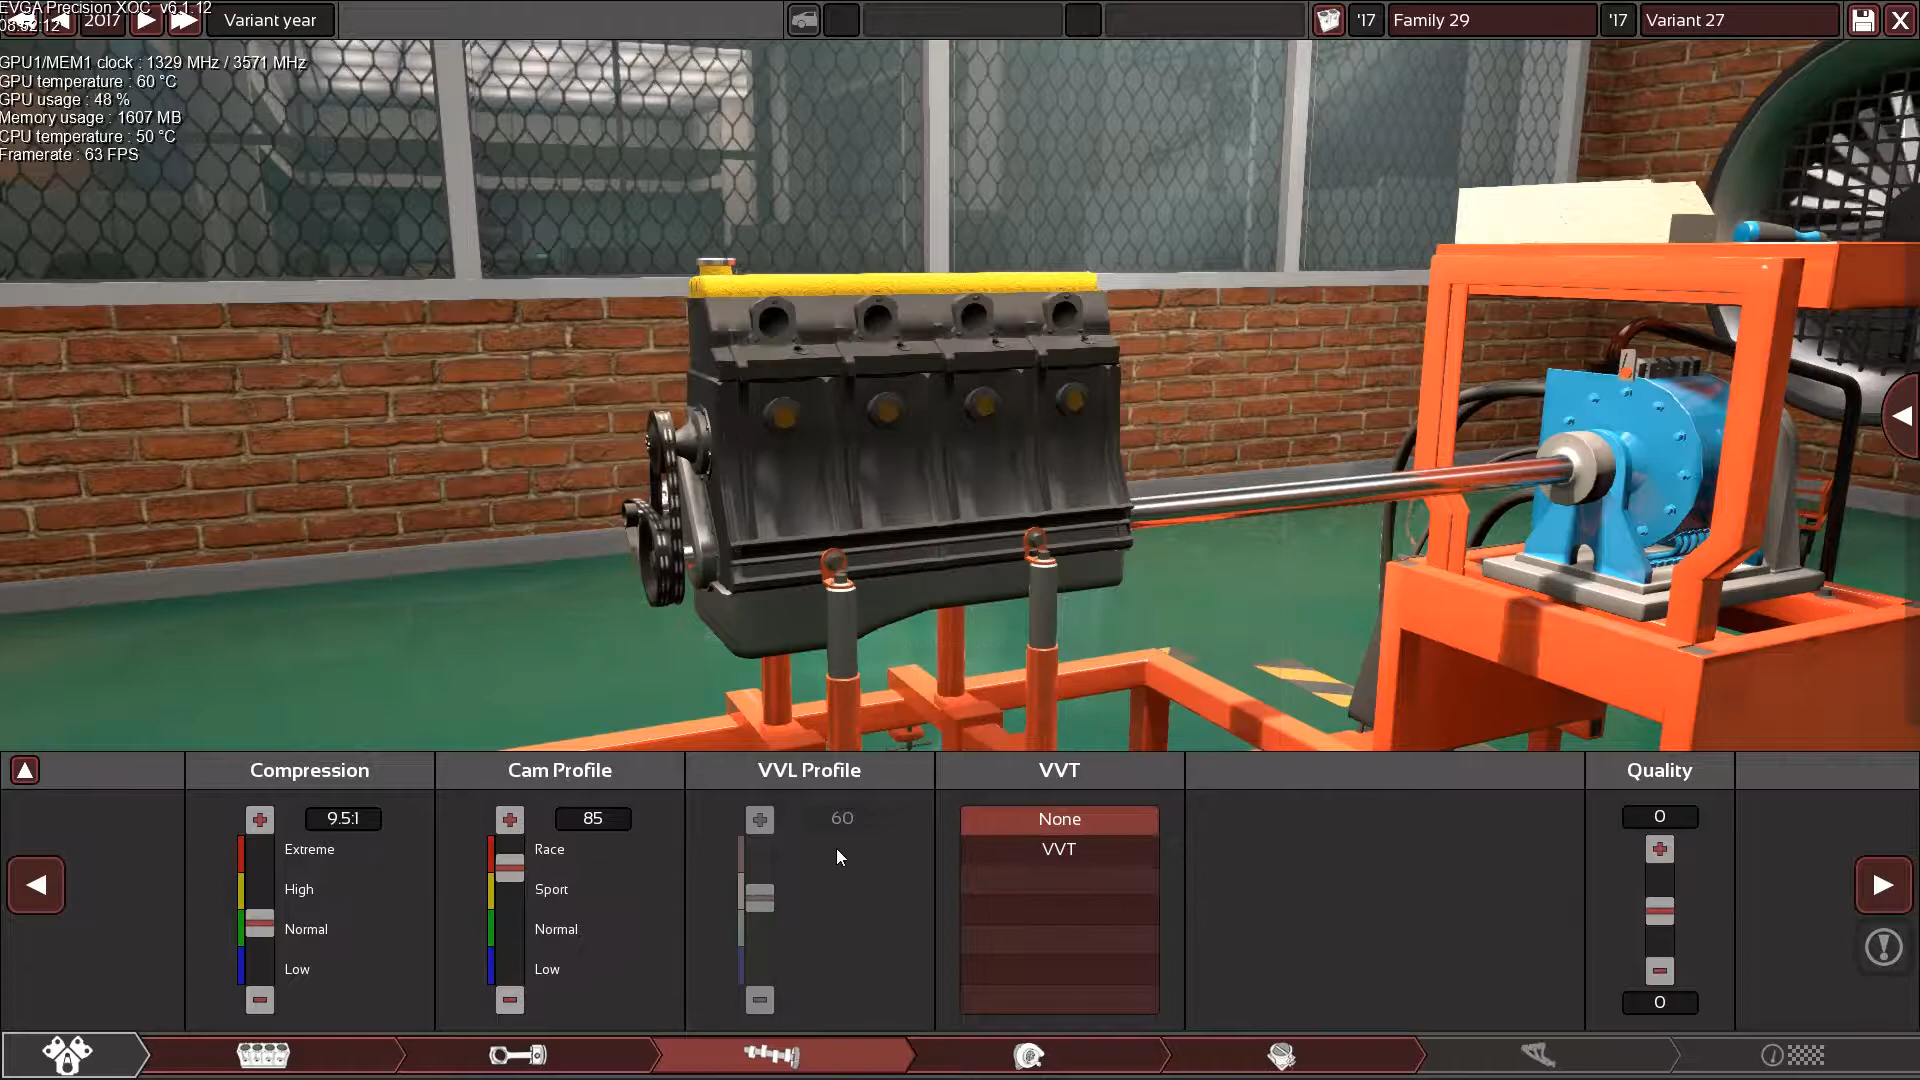 EVGA Precision XOC v6.1.12
08:52:12
2017
Variant year
'17
Family 29
'17
Variant 27
GPU1/MEM1 clock : 1329 MHz / 3571 MHz
GPU temperature : 60 °C
GPU usage : 48 %
Memory usage : 1607 MB
CPU temperature : 50 °C
Framerate : 63 FPS
Compression
Cam Profile
VVL Profile
VVT
Quality
9.5:1
Extreme
High
Normal
Low
85
Race
Sport
Normal
Low
60
None
VVT
0
0